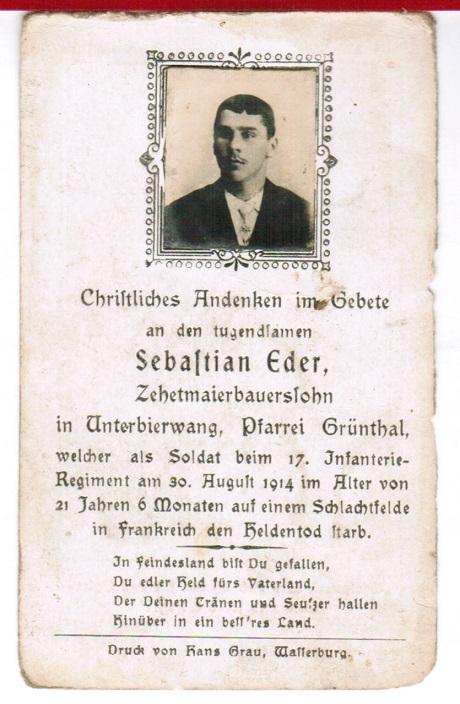 Chriſtliches Andenken im Gebete
an den tugendſamen
Sebaſtian Eder,
Zehetmaierbauersſohn
in Unterbierwang, Pfarrei Grünthal,
welcher als Soldat beim 17. Infanterie-
Regiment am 30. Auguſt 1914 im Alter von
21 Jahren 6 Monaten auf einem Schlachtfelde
in Frankreich den Heldentod ſtarb.
In Feindesland biſt Du gefallen,
Du edler Held fürs Vaterland,
Der Deinen Tränen und Seufzer hallen
Hinüber in ein beſſ'res Land.
Druck von Hans Grau, Waſſerburg.